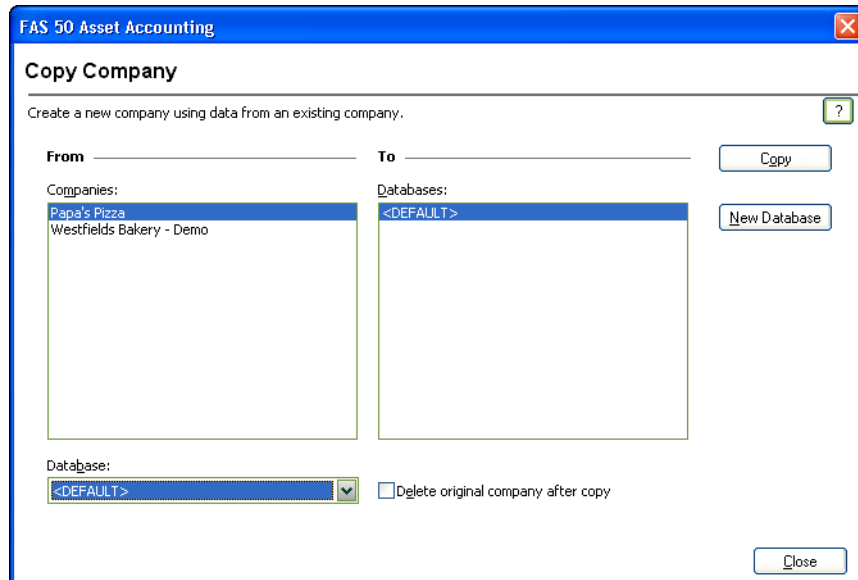 FAS 50 Asset Accounting
Copy Company
Create a new company using data from an existing company.
?
From
To
Copy
Companies:
Databases:
Papa's Pizza
<DEFAULT>
New Database
Westfields Bakery - Demo
Database:
<DEFAULT>
Delete original company after copy
Close